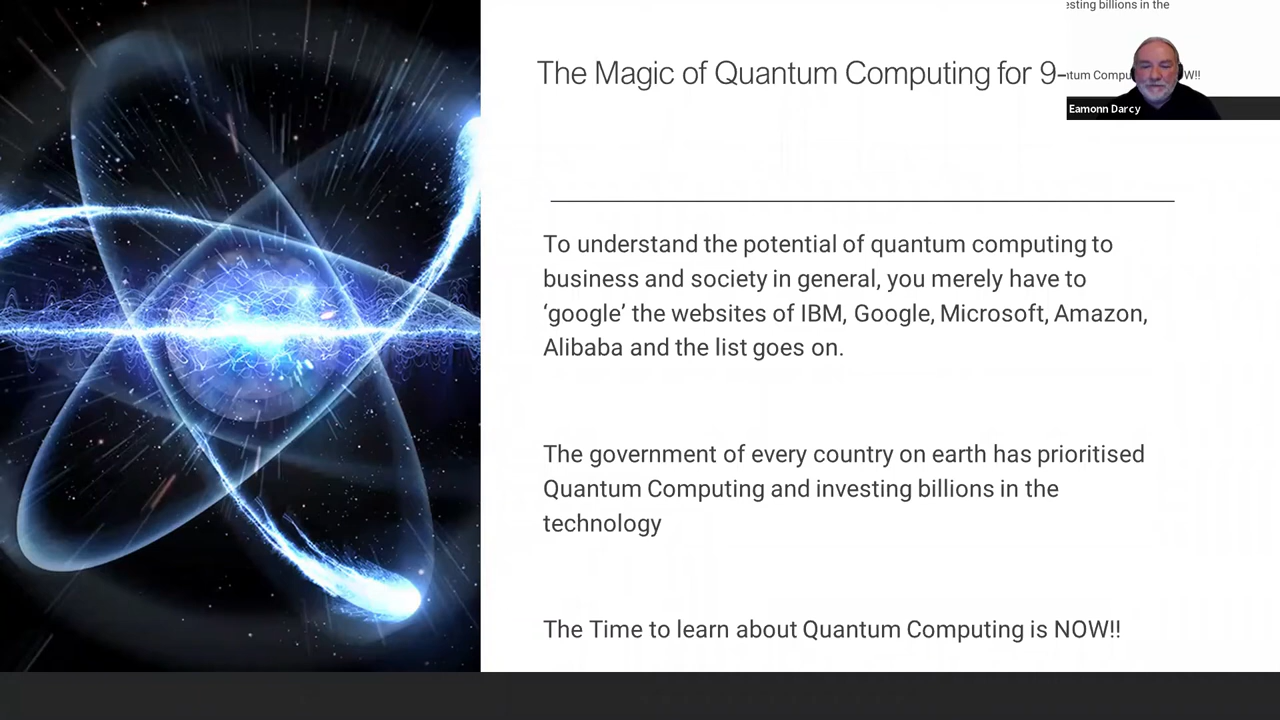 esting billions in the
The Magic of Quantum Computing for 9-
ntum Compu
W!!
Eamonn Darcy
To understand the potential of quantum computing to
business and society in general, you merely have to
‘google’ the websites of IBM, Google, Microsoft, Amazon,
Alibaba and the list goes on.
The government of every country on earth has prioritised
Quantum Computing and investing billions in the
technology
The Time to learn about Quantum Computing is NOW!!